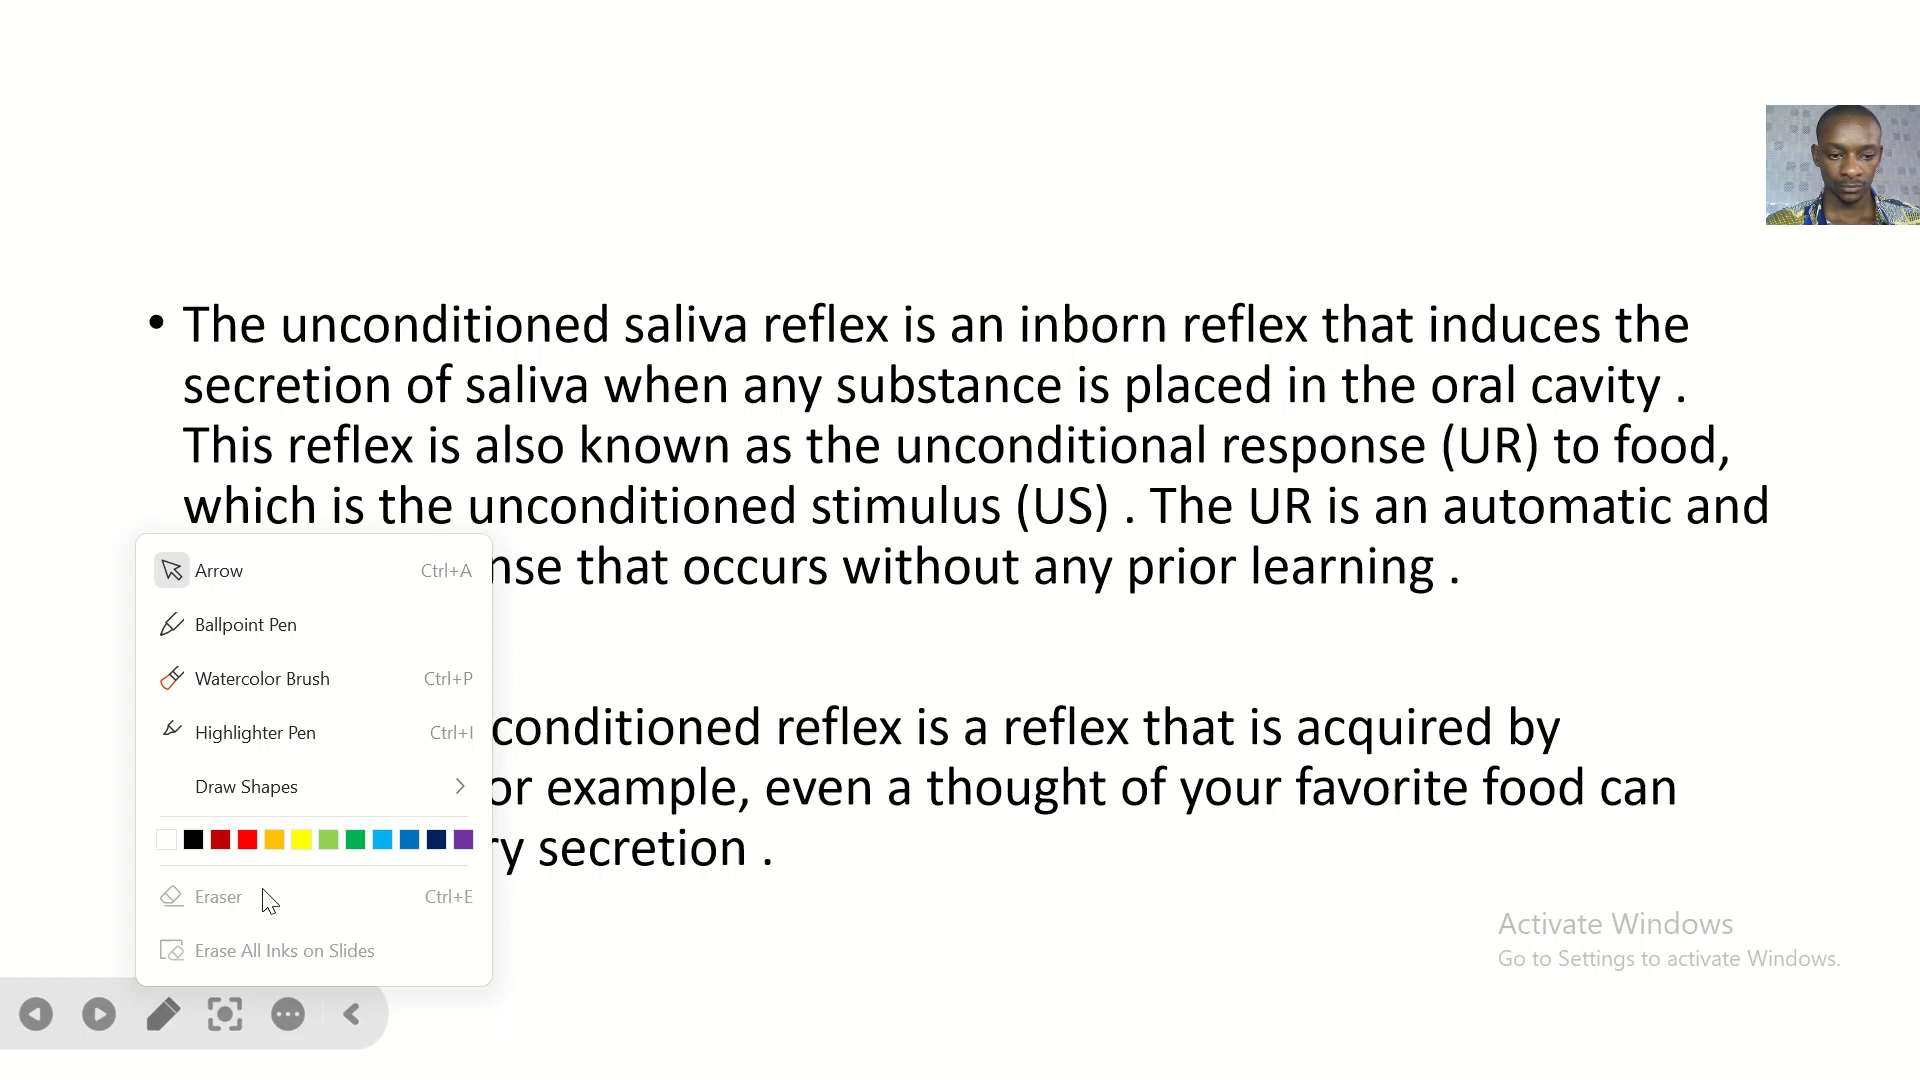 • The unconditioned saliva reflex is an inborn reflex that induces the
secretion of saliva when any substance is placed in the oral cavity .
This reflex is also known as the unconditional response (UR) to food,
which is the unconditioned stimulus (US) . The UR is an automatic and
that occurs without any prior learning .
conditioned reflex is a reflex that is acquired by
example, even a thought of your favorite food can
secretion .
Arrow Ctrl+A
Ballpoint Pen
Watercolor Brush Ctrl+P
Highlighter Pen Ctrl+I
Draw Shapes
Eraser Ctrl+E
Erase All Inks on Slides
Activate Windows
Go to Settings to activate Windows.